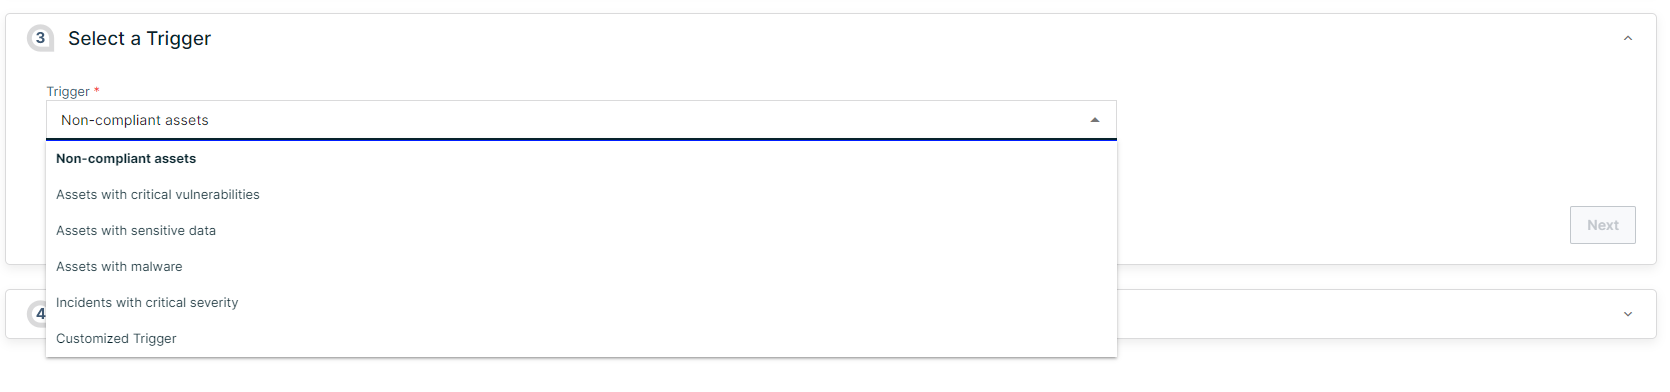 3 Select a Trigger
Trigger *
Non-compliant assets
Non-compliant assets
Assets with critical vulnerabilities
Assets with sensitive data
Assets with malware
Incidents with critical severity
Customized Trigger
Next
4